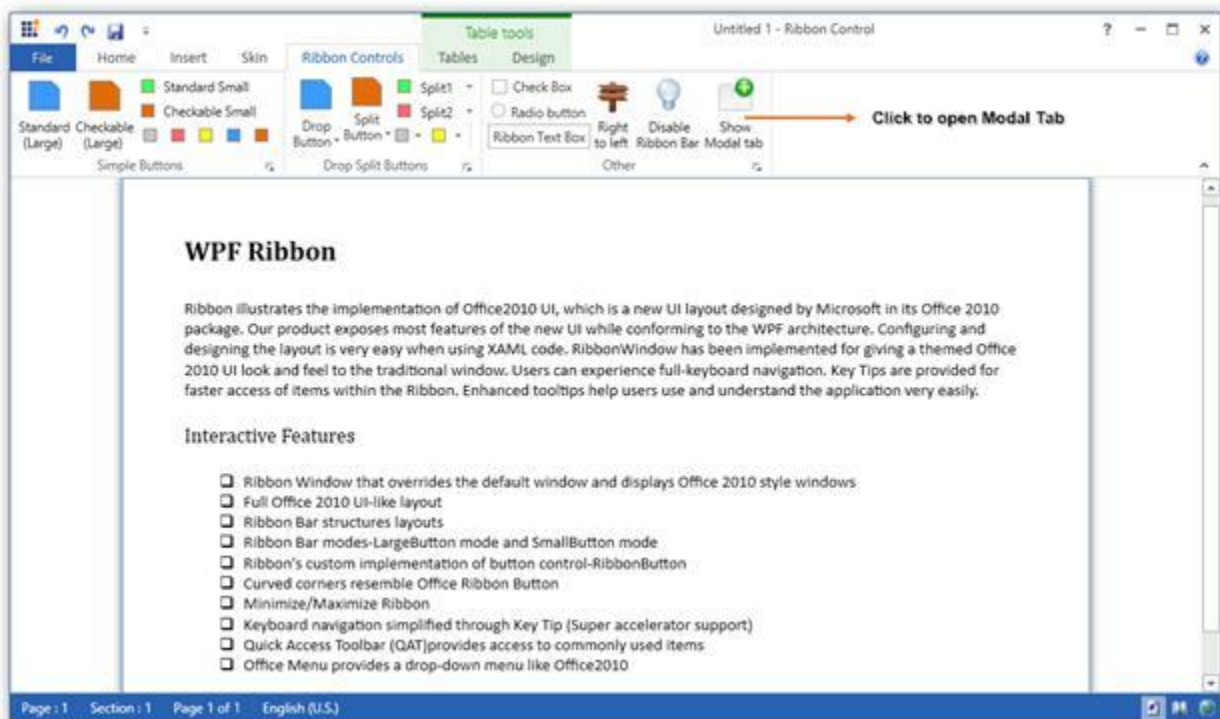 Table tools
Untitled 1 - Ribbon Control
?
File Home Insert Skin Ribbon Controls Tables Design
Standard (Large)
Checkable (Large)
Standard Small
Checkable Small
Simple Buttons
Drop Button
Split Button
Split1
Split2
Drop Split Buttons
Check Box
Radio button
Ribbon Text Box
Right to left
Disable Ribbon Bar
Show Modal tab
Other
Click to open Modal Tab
WPF Ribbon
Ribbon illustrates the implementation of Office2010 UI, which is a new UI layout designed by Microsoft in its Office 2010
package. Our product exposes most features of the new UI while conforming to the WPF architecture. Configuring and
designing the layout is very easy when using XAML code. RibbonWindow has been implemented for giving a themed Office
2010 UI look and feel to the traditional window. Users can experience full-keyboard navigation. Key Tips are provided for
faster access of items within the Ribbon. Enhanced tooltips help users use and understand the application very easily.
Interactive Features
Ribbon Window that overrides the default window and displays Office 2010 style windows
Full Office 2010 UI-like layout
Ribbon Bar structures layouts
Ribbon Bar modes-LargeButton mode and SmallButton mode
Ribbon's custom implementation of button control-RibbonButton
Curved corners resemble Office Ribbon Button
Minimize/Maximize Ribbon
Keyboard navigation simplified through Key Tip (Super accelerator support)
Quick Access Toolbar (QAT)provides access to commonly used items
Office Menu provides a drop-down menu like Office2010
Page : 1 Section : 1 Page 1 of 1 English (U.S.)